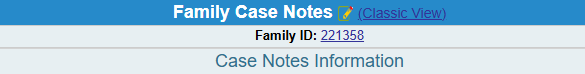 Family Case Notes (Classic View)
Family ID: 221358
Case Notes Information